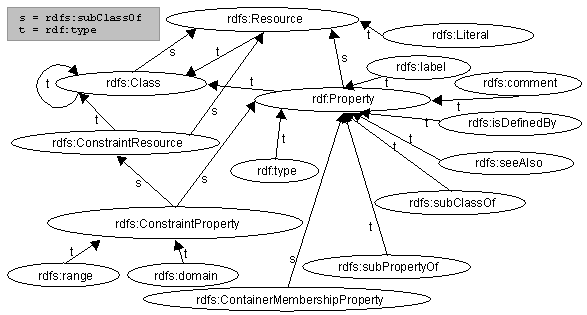 s = rdfs:subClassOf
t = rdf:type
rdfs:Resource
s
t
s
t
rdfs:Literal
rdfs:label
t
rdfs:Class
t
t
rdfs:comment
rdf:Property
t
t
s
t
rdfs:isDefinedBy
rdfs:ConstraintResource
t
t
t
rdfs:seeAlso
rdf:type
s
s
rdfs:subClassOf
rdfs:ConstraintProperty
t
t
t
s
rdfs:range
rdfs:domain
rdfs:subPropertyOf
rdfs:ContainerMembershipProperty